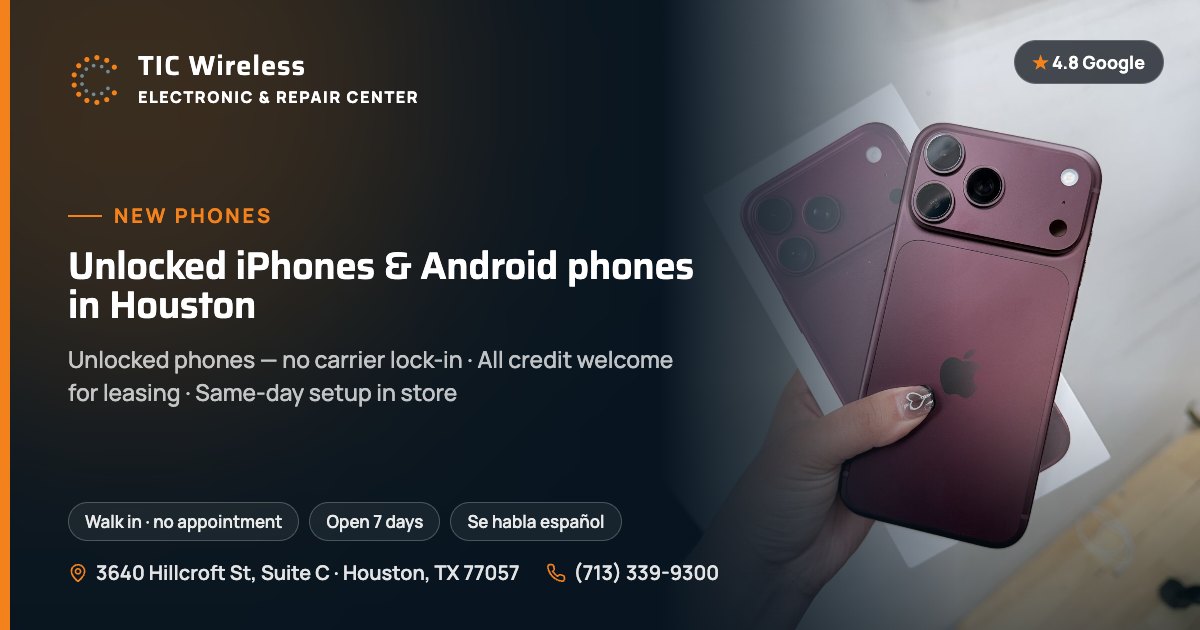 TIC Wireless
ELECTRONIC & REPAIR CENTER
★ 4.8 Google
NEW PHONES
Unlocked iPhones & Android phones
in Houston
Unlocked phones — no carrier lock-in · All credit welcome
for leasing · Same-day setup in store
Walk in · no appointment
Open 7 days
Se habla español
3640 Hillcroft St, Suite C · Houston, TX 77057
(713) 339-9300